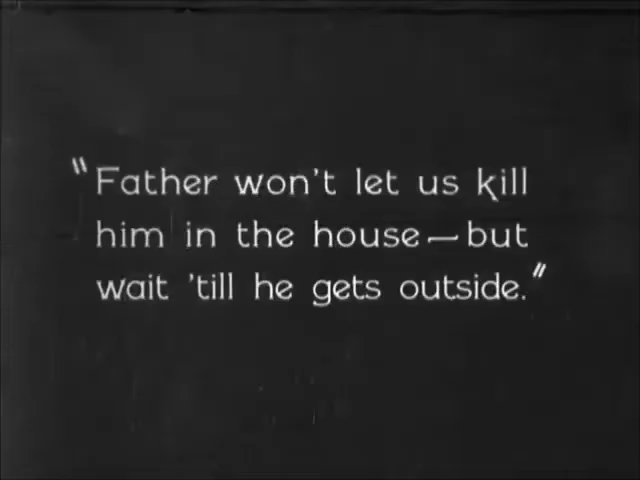 "Father won't let us kill
him in the house—but
wait 'till he gets outside."